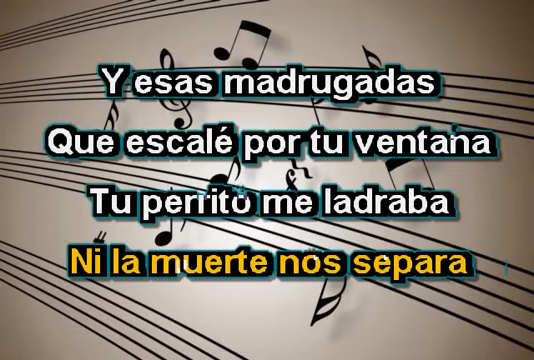 Y esas madrugadas
Que escalé por tu ventana
Tu perrito me ladraba
Ni la muerte nos separa